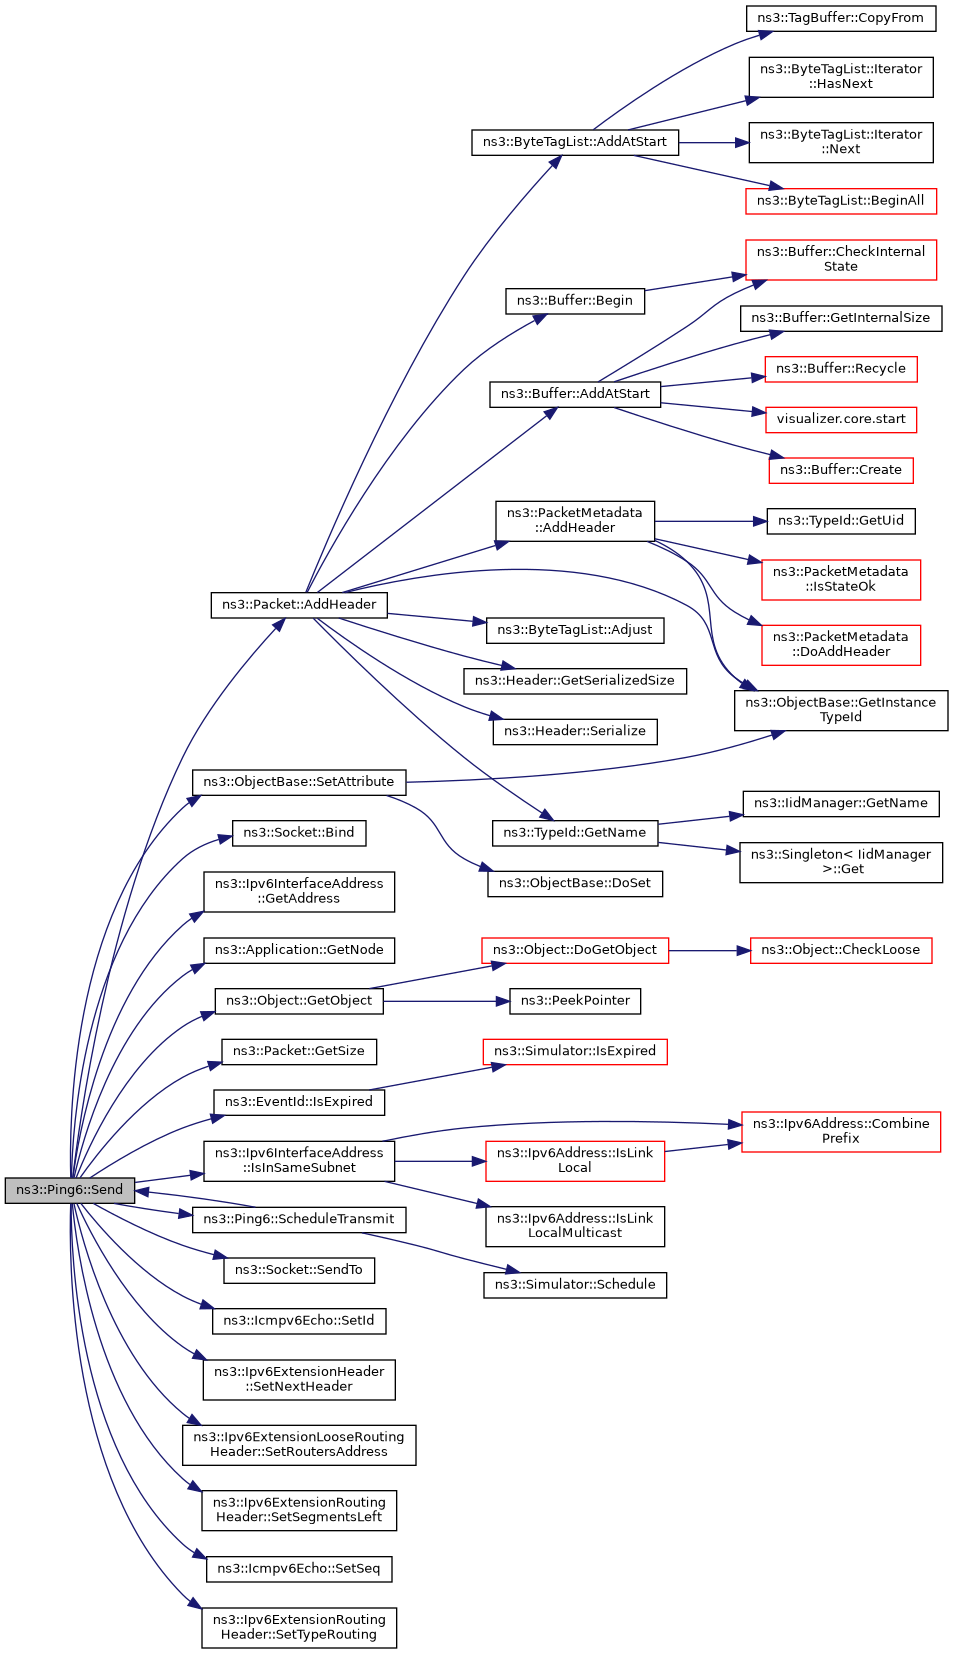 ns3::TagBuffer::CopyFrom
ns3::ByteTagList::Iterator
::HasNext
ns3::ByteTagList::AddAtStart
ns3::ByteTagList::Iterator
::Next
ns3::ByteTagList::BeginAll
ns3::Buffer::CheckInternal
State
ns3::Buffer::Begin
ns3::Buffer::GetInternalSize
ns3::Buffer::Recycle
ns3::Buffer::AddAtStart
visualizer.core.start
ns3::Buffer::Create
ns3::PacketMetadata
::AddHeader
ns3::TypeId::GetUid
ns3::PacketMetadata
::IsStateOk
ns3::Packet::AddHeader
ns3::ByteTagList::Adjust
ns3::PacketMetadata
::DoAddHeader
ns3::Header::GetSerializedSize
ns3::ObjectBase::GetInstance
TypeId
ns3::Header::Serialize
ns3::ObjectBase::SetAttribute
ns3::IidManager::GetName
ns3::Socket::Bind
ns3::TypeId::GetName
ns3::Singleton< IidManager
>::Get
ns3::Ipv6InterfaceAddress
::GetAddress
ns3::ObjectBase::DoSet
ns3::Application::GetNode
ns3::Object::DoGetObject
ns3::Object::CheckLoose
ns3::Object::GetObject
ns3::PeekPointer
ns3::Packet::GetSize
ns3::Simulator::IsExpired
ns3::EventId::IsExpired
ns3::Ipv6Address::Combine
Prefix
ns3::Ipv6InterfaceAddress
::IsInSameSubnet
ns3::Ipv6Address::IsLink
Local
ns3::Ping6::Send
ns3::Ping6::ScheduleTransmit
ns3::Ipv6Address::IsLink
LocalMulticast
ns3::Socket::SendTo
ns3::Simulator::Schedule
ns3::Icmpv6Echo::SetId
ns3::Ipv6ExtensionHeader
::SetNextHeader
ns3::Ipv6ExtensionLooseRouting
Header::SetRoutersAddress
ns3::Ipv6ExtensionRouting
Header::SetSegmentsLeft
ns3::Icmpv6Echo::SetSeq
ns3::Ipv6ExtensionRouting
Header::SetTypeRouting